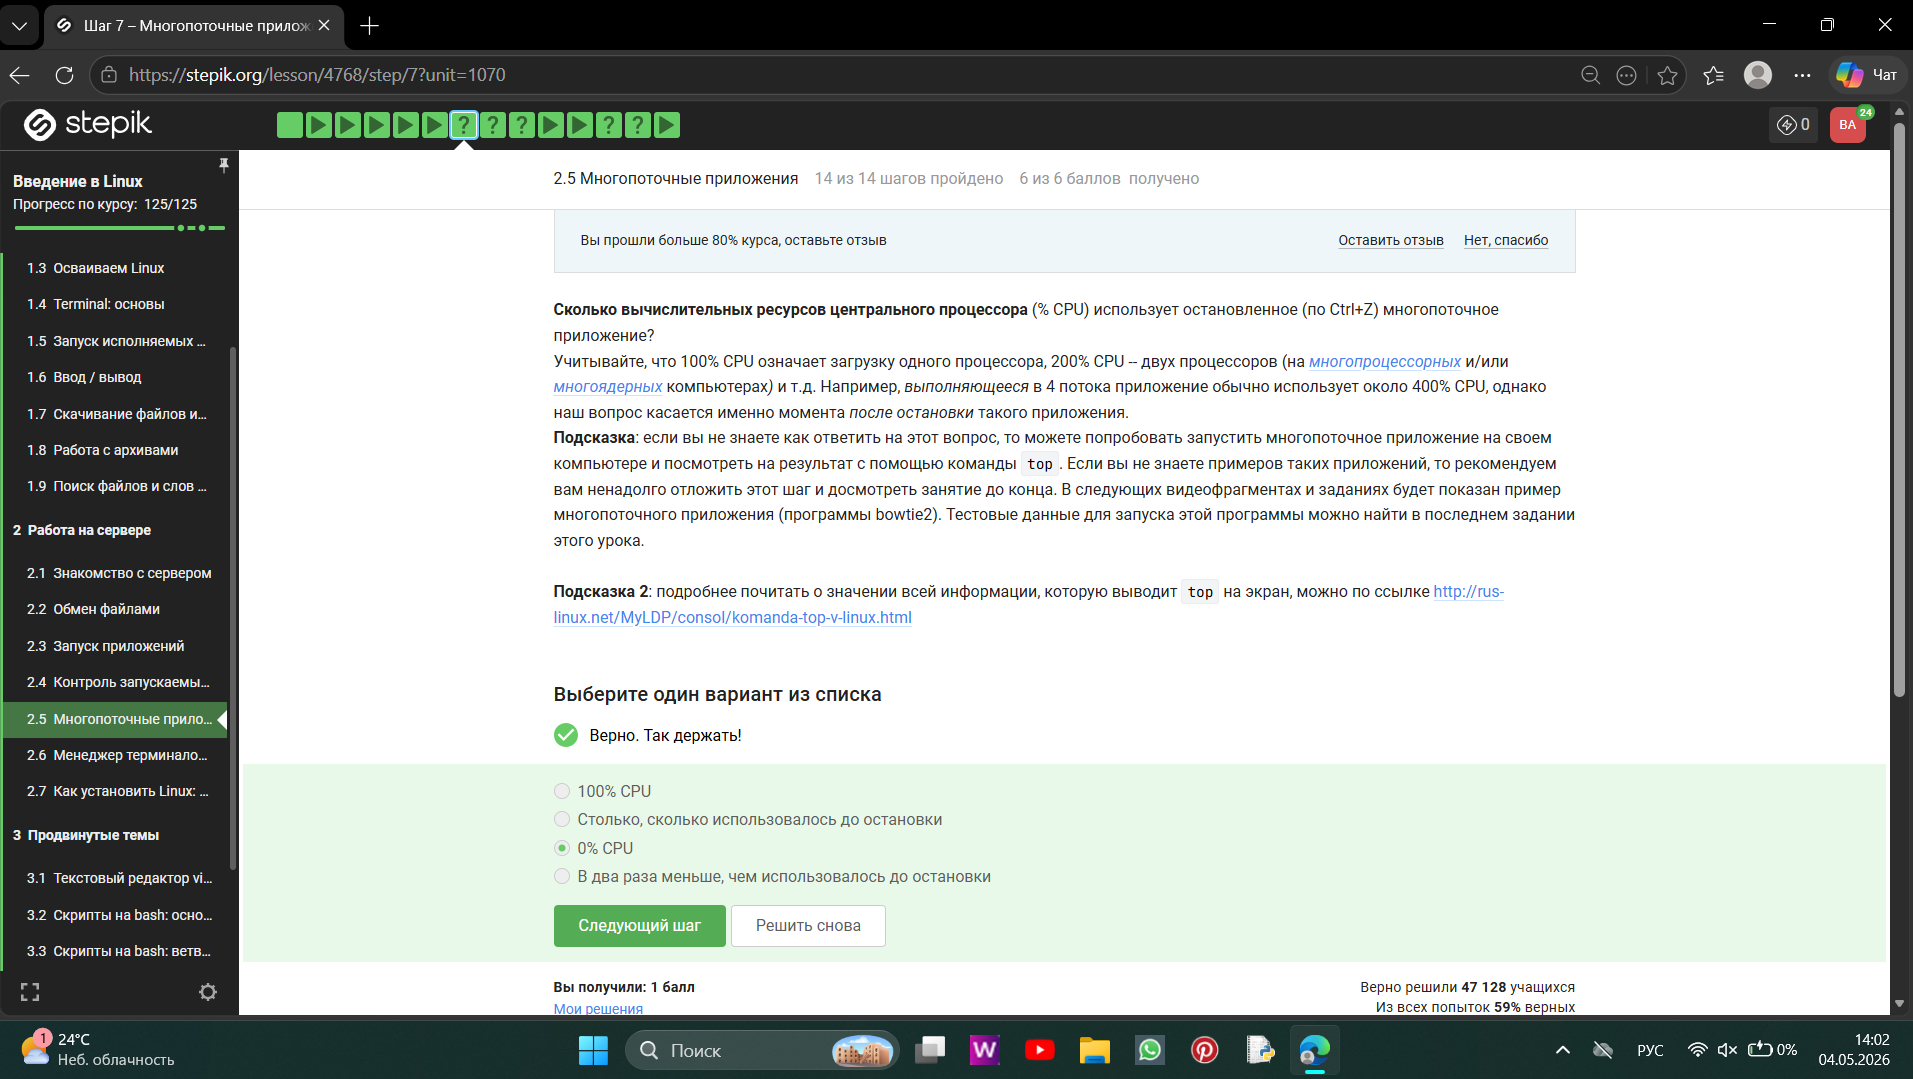 Шаг 7 – Многопоточные прилож
https://stepik.org/lesson/4768/step/7?unit=1070
Чат
stepik
? ? ? ? ?
0
ВА
24
Введение в Linux
Прогресс по курсу: 125/125
1.3 Осваиваем Linux
1.4 Terminal: основы
1.5 Запуск исполняемых ...
1.6 Ввод / вывод
1.7 Скачивание файлов и...
1.8 Работа с архивами
1.9 Поиск файлов и слов ...
2 Работа на сервере
2.1 Знакомство с сервером
2.2 Обмен файлами
2.3 Запуск приложений
2.4 Контроль запускаемы...
2.5 Многопоточные прило...
2.6 Менеджер терминало...
2.7 Как установить Linux: ...
3 Продвинутые темы
3.1 Текстовый редактор vi...
3.2 Скрипты на bash: осно...
3.3 Скрипты на bash: ветв...
2.5 Многопоточные приложения 14 из 14 шагов пройдено 6 из 6 баллов получено
Вы прошли больше 80% курса, оставьте отзыв Оставить отзыв Нет, спасибо
Сколько вычислительных ресурсов центрального процессора (% CPU) использует остановленное (по Ctrl+Z) многопоточное
приложение?
Учитывайте, что 100% CPU означает загрузку одного процессора, 200% CPU -- двух процессоров (на многопроцессорных и/или
многоядерных компьютерах) и т.д. Например, выполняющееся в 4 потока приложение обычно использует около 400% CPU, однако
наш вопрос касается именно момента после остановки такого приложения.
Подсказка: если вы не знаете как ответить на этот вопрос, то можете попробовать запустить многопоточное приложение на своем
компьютере и посмотреть на результат с помощью команды top . Если вы не знаете примеров таких приложений, то рекомендуем
вам ненадолго отложить этот шаг и досмотреть занятие до конца. В следующих видеофрагментах и заданиях будет показан пример
многопоточного приложения (программы bowtie2). Тестовые данные для запуска этой программы можно найти в последнем задании
этого урока.
Подсказка 2: подробнее почитать о значении всей информации, которую выводит top на экран, можно по ссылке http://rus-
linux.net/MyLDP/consol/komanda-top-v-linux.html
Выберите один вариант из списка
Верно. Так держать!
100% CPU
Столько, сколько использовалось до остановки
0% CPU
В два раза меньше, чем использовалось до остановки
Следующий шаг Решить снова
Вы получили: 1 балл
Мои решения
Верно решили 47 128 учащихся
Из всех попыток 59% верных
1
24°C
Неб. облачность
Поиск
W
РУС
0%
14:02
04.05.2026